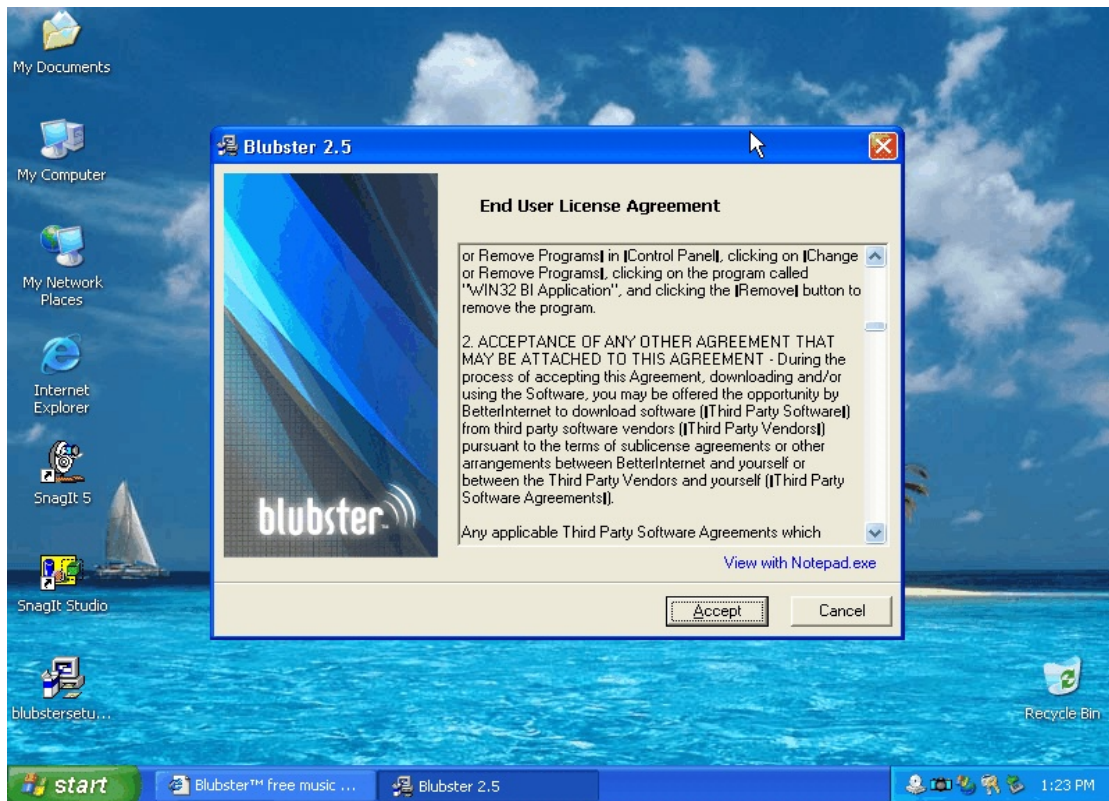 My Documents
My Computer
My Network
Places
Internet
Explorer
SnagIt 5
SnagIt Studio
blubstersetu...
Blubster 2.5
End User License Agreement
or Remove Programs| in |Control Panel|, clicking on |Change
or Remove Programs|, clicking on the program called
"WIN32 BI Application", and clicking the |Remove| button to
remove the program.
2. ACCEPTANCE OF ANY OTHER AGREEMENT THAT
MAY BE ATTACHED TO THIS AGREEMENT - During the
process of accepting this Agreement, downloading and/or
using the Software, you may be offered the opportunity by
BetterInternet to download software (|Third Party Software|)
from third party software vendors (|Third Party Vendors|)
pursuant to the terms of sublicense agreements or other
arrangements between BetterInternet and yourself or
between the Third Party Vendors and yourself (|Third Party
Software Agreements|).
Any applicable Third Party Software Agreements which
blubster
View with Notepad.exe
Accept
Cancel
Recycle Bin
start
Blubster™ free music ...
Blubster 2.5
1:23 PM